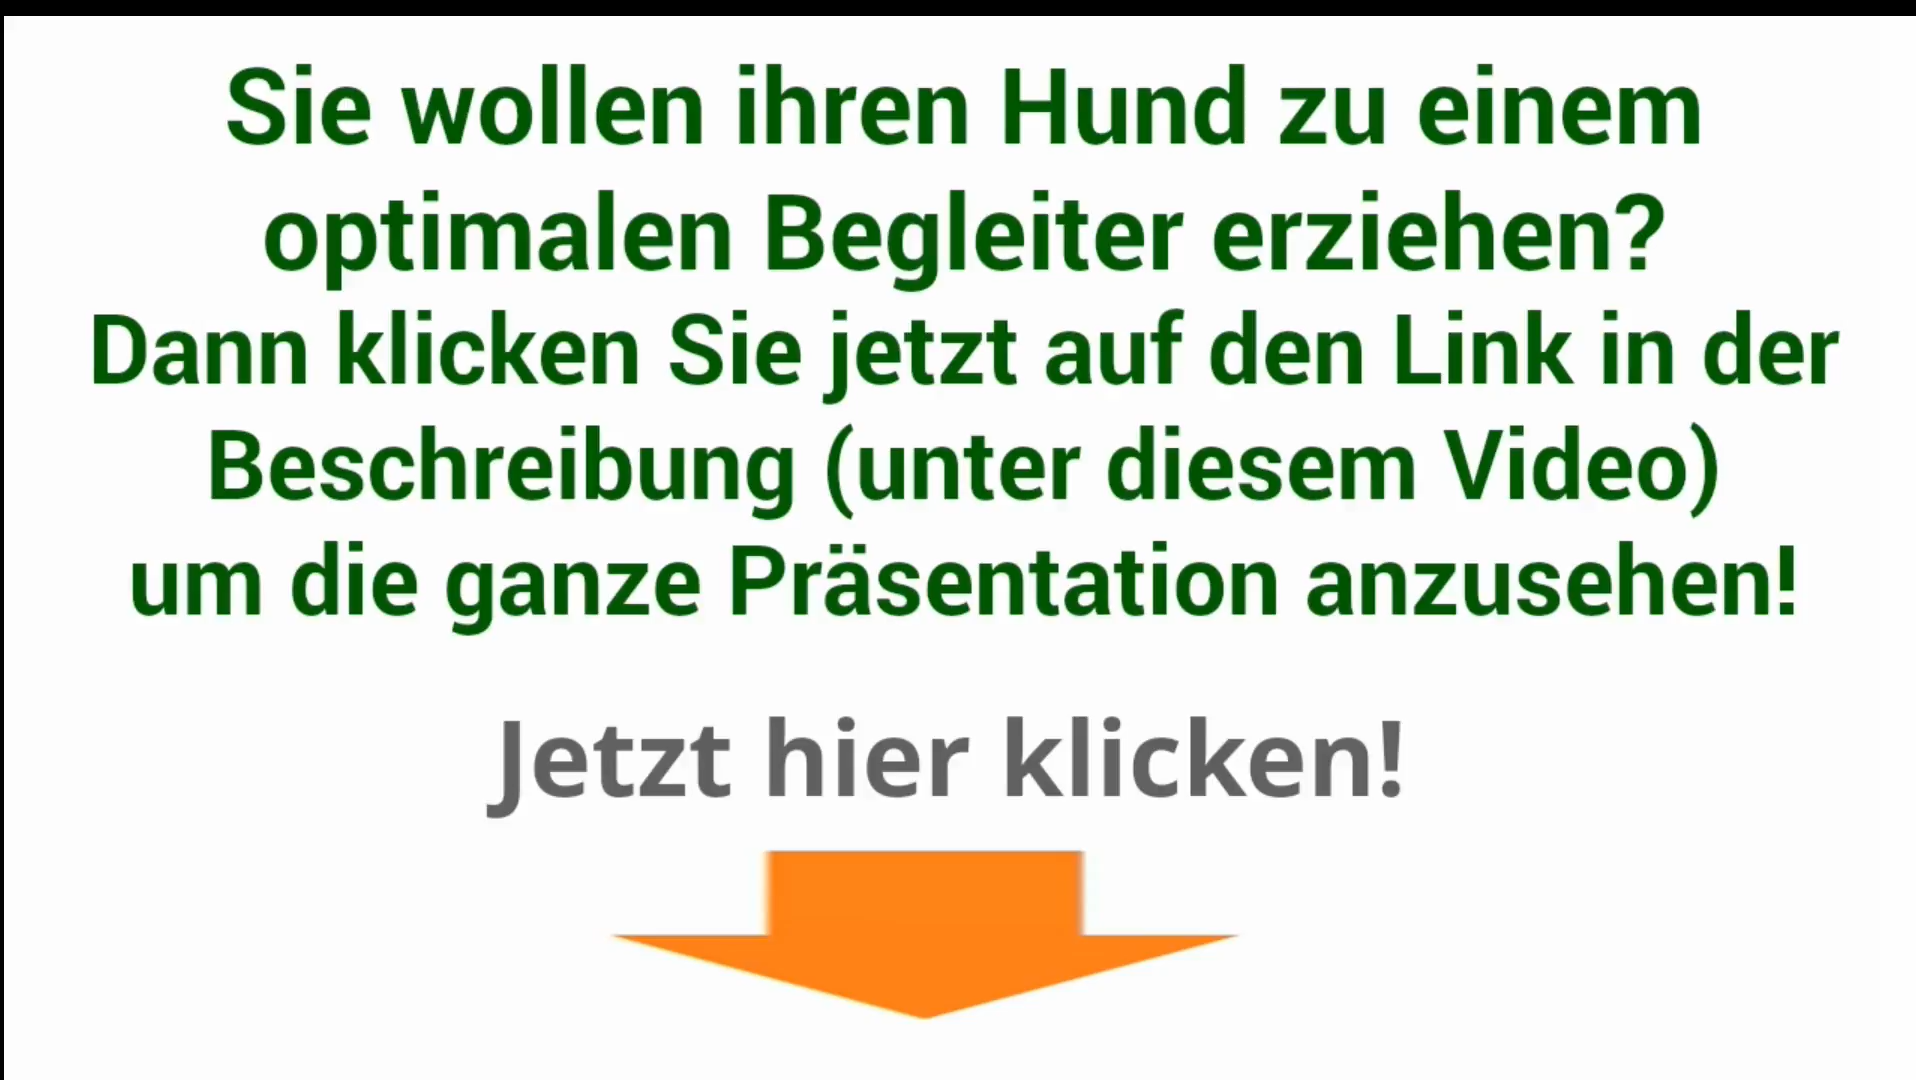 Sie wollen ihren Hund zu einem
optimalen Begleiter erziehen?
Dann klicken Sie jetzt auf den Link in der
Beschreibung (unter diesem Video)
um die ganze Präsentation anzusehen!
Jetzt hier klicken!